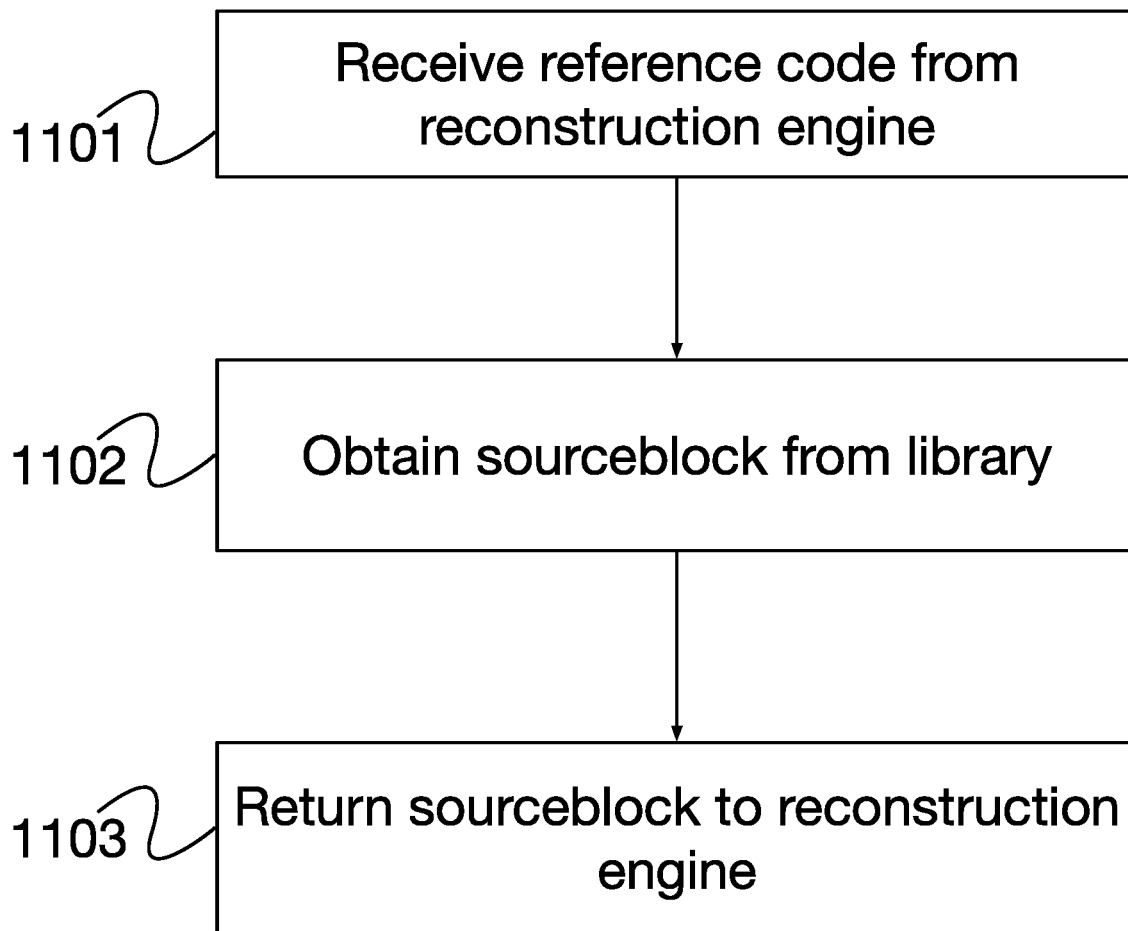 Receive reference code from
reconstruction engine
1101
Obtain sourceblock from library
1102
Return sourceblock to reconstruction
engine
1103